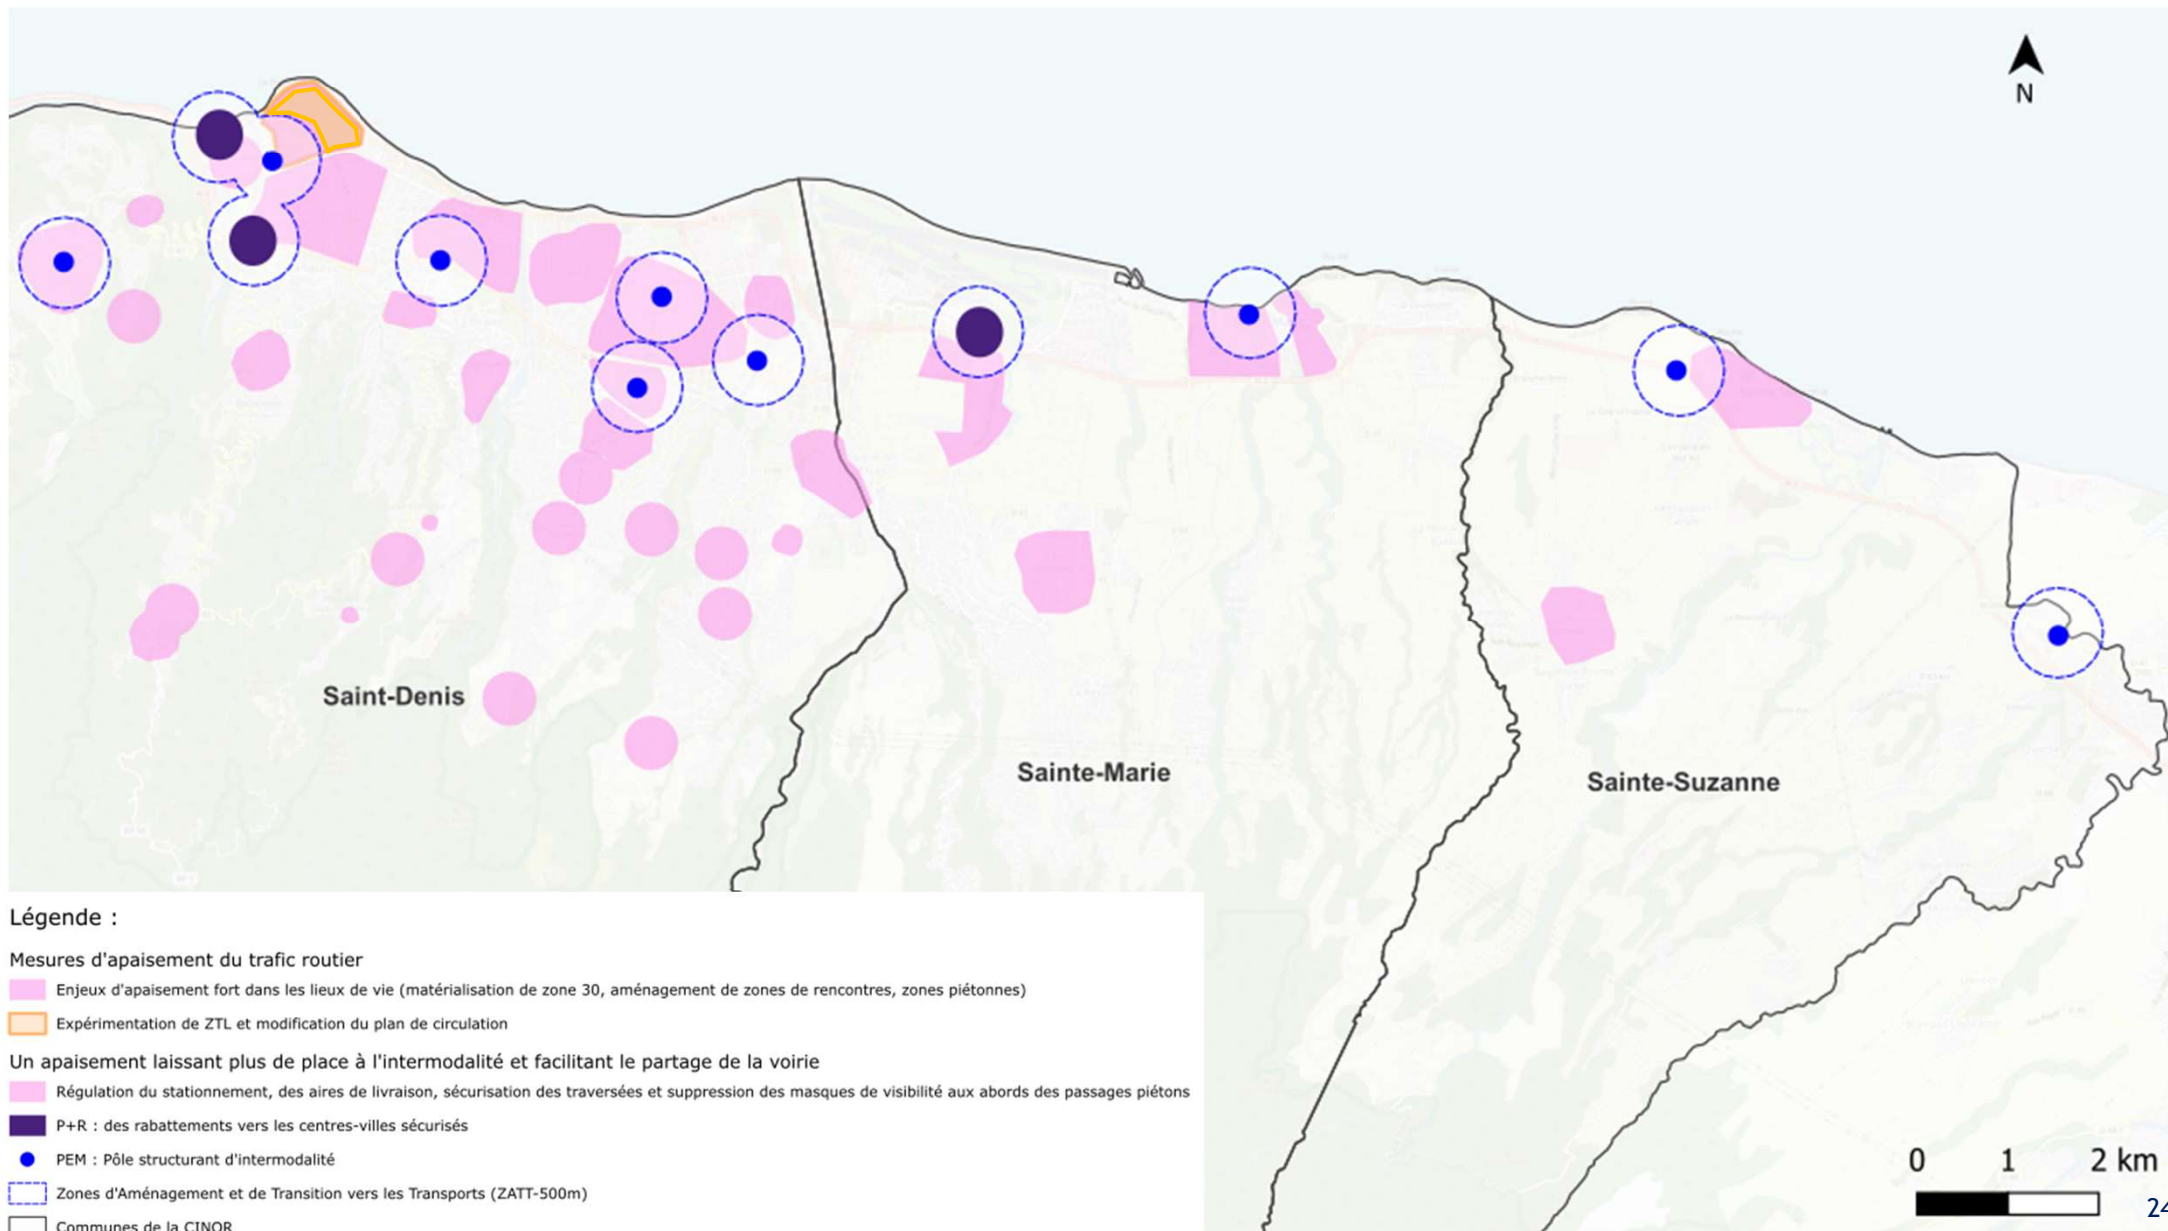 N
Saint-Denis
Sainte-Marie
Sainte-Suzanne
Légende :
Mesures d'apaisement du trafic routier
Enjeux d'apaisement fort dans les lieux de vie (matérialisation de zone 30, aménagement de zones de rencontres, zones piétonnes)
Expérimentation de ZTL et modification du plan de circulation
Un apaisement laissant plus de place à l'intermodalité et facilitant le partage de la voirie
Régulation du stationnement, des aires de livraison, sécurisation des traversées et suppression des masques de visibilité aux abords des passages piétons
P+R : des rabattements vers les centres-villes sécurisés
PEM : Pôle structurant d'intermodalité
Zones d'Aménagement et de Transition vers les Transports (ZATT-500m)
Communes de la CINOR
0 1 2 km
24